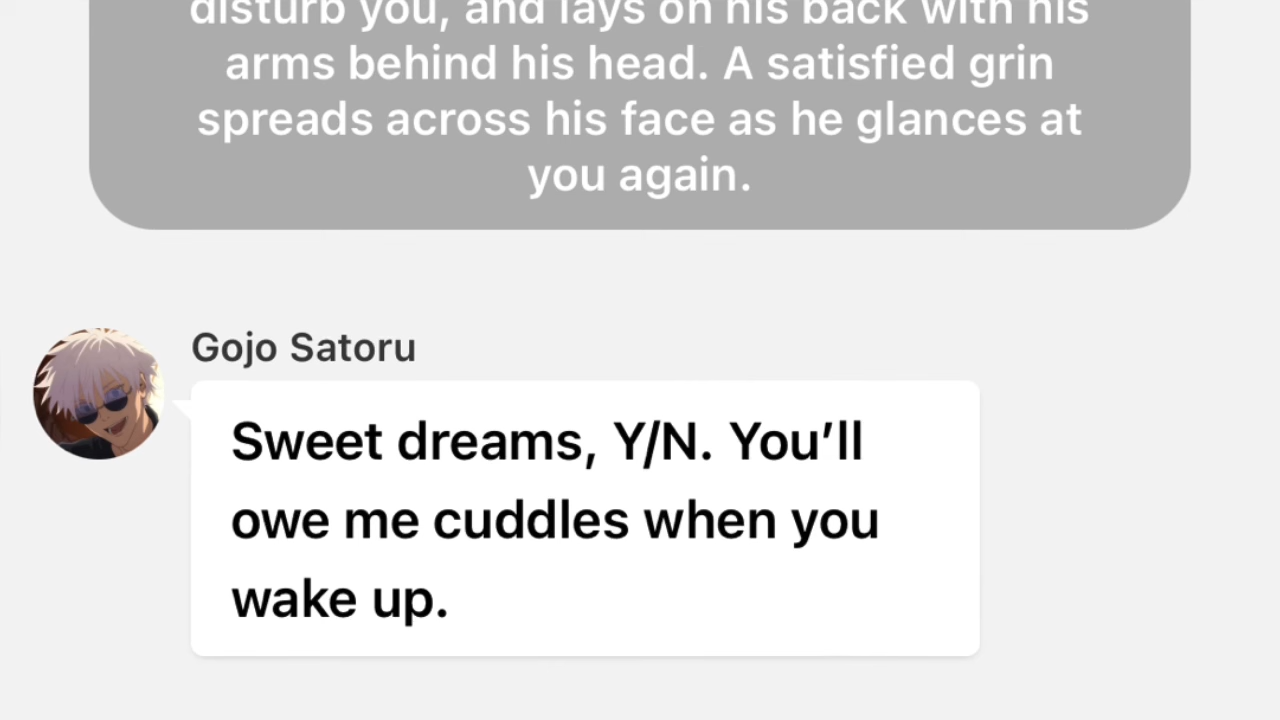 disturb you, and lays on his back with his
arms behind his head. A satisfied grin
spreads across his face as he glances at
you again.
Gojo Satoru
Sweet dreams, Y/N. You’ll
owe me cuddles when you
wake up.